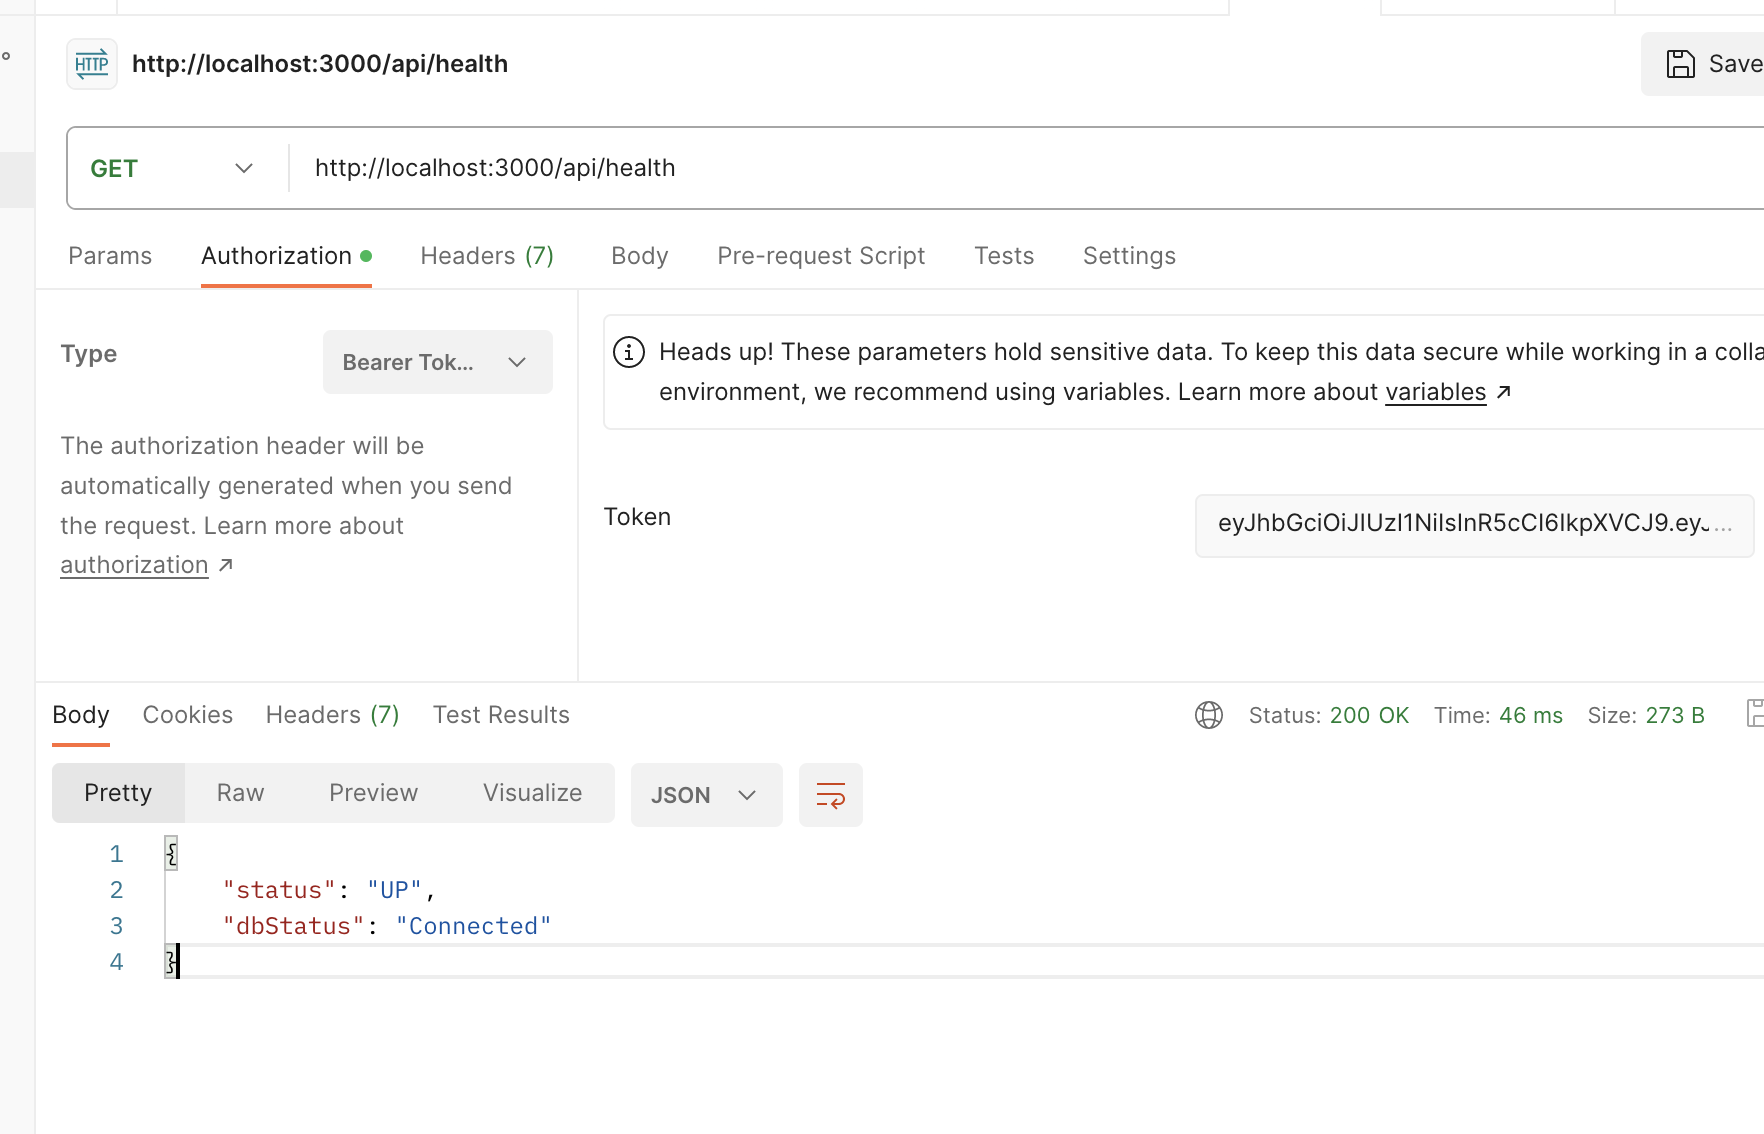 HTTP http://localhost:3000/api/health Save
GET http://localhost:3000/api/health
Params Authorization Headers (7) Body Pre-request Script Tests Settings
Type Bearer Tok...
The authorization header will be
automatically generated when you send
the request. Learn more about
authorization ↗
Heads up! These parameters hold sensitive data. To keep this data secure while working in a colla
environment, we recommend using variables. Learn more about variables ↗
Token eyJhbGciOiJIUzI1NiIsInR5cCI6IkpXVCJ9.eyJ...
Body Cookies Headers (7) Test Results Status: 200 OK Time: 46 ms Size: 273 B
Pretty Raw Preview Visualize JSON
1 {
2 "status": "UP",
3 "dbStatus": "Connected"
4 }